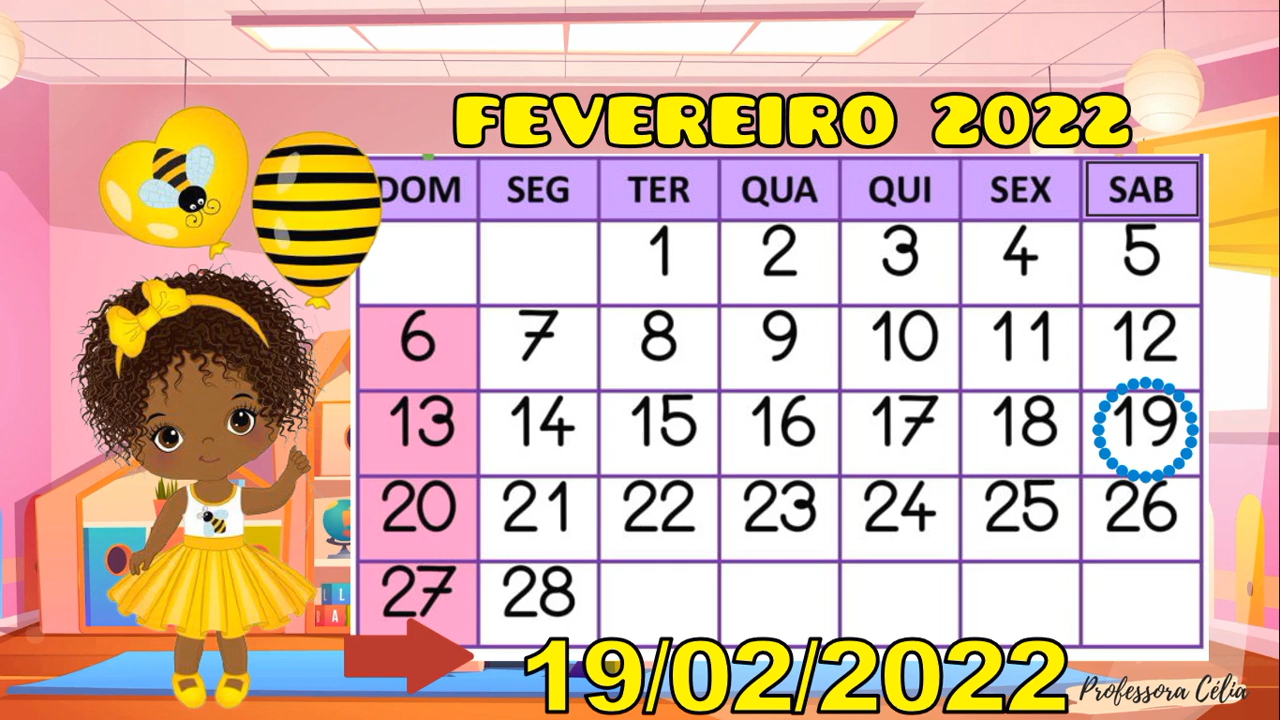 FEVEREIRO 2022
DOM SEG TER QUA QUI SEX SAB
1 2 3 4 5
6 7 8 9 10 11 12
13 14 15 16 17 18 19
20 21 22 23 24 25 26
27 28
19/02/2022
Professora Célia